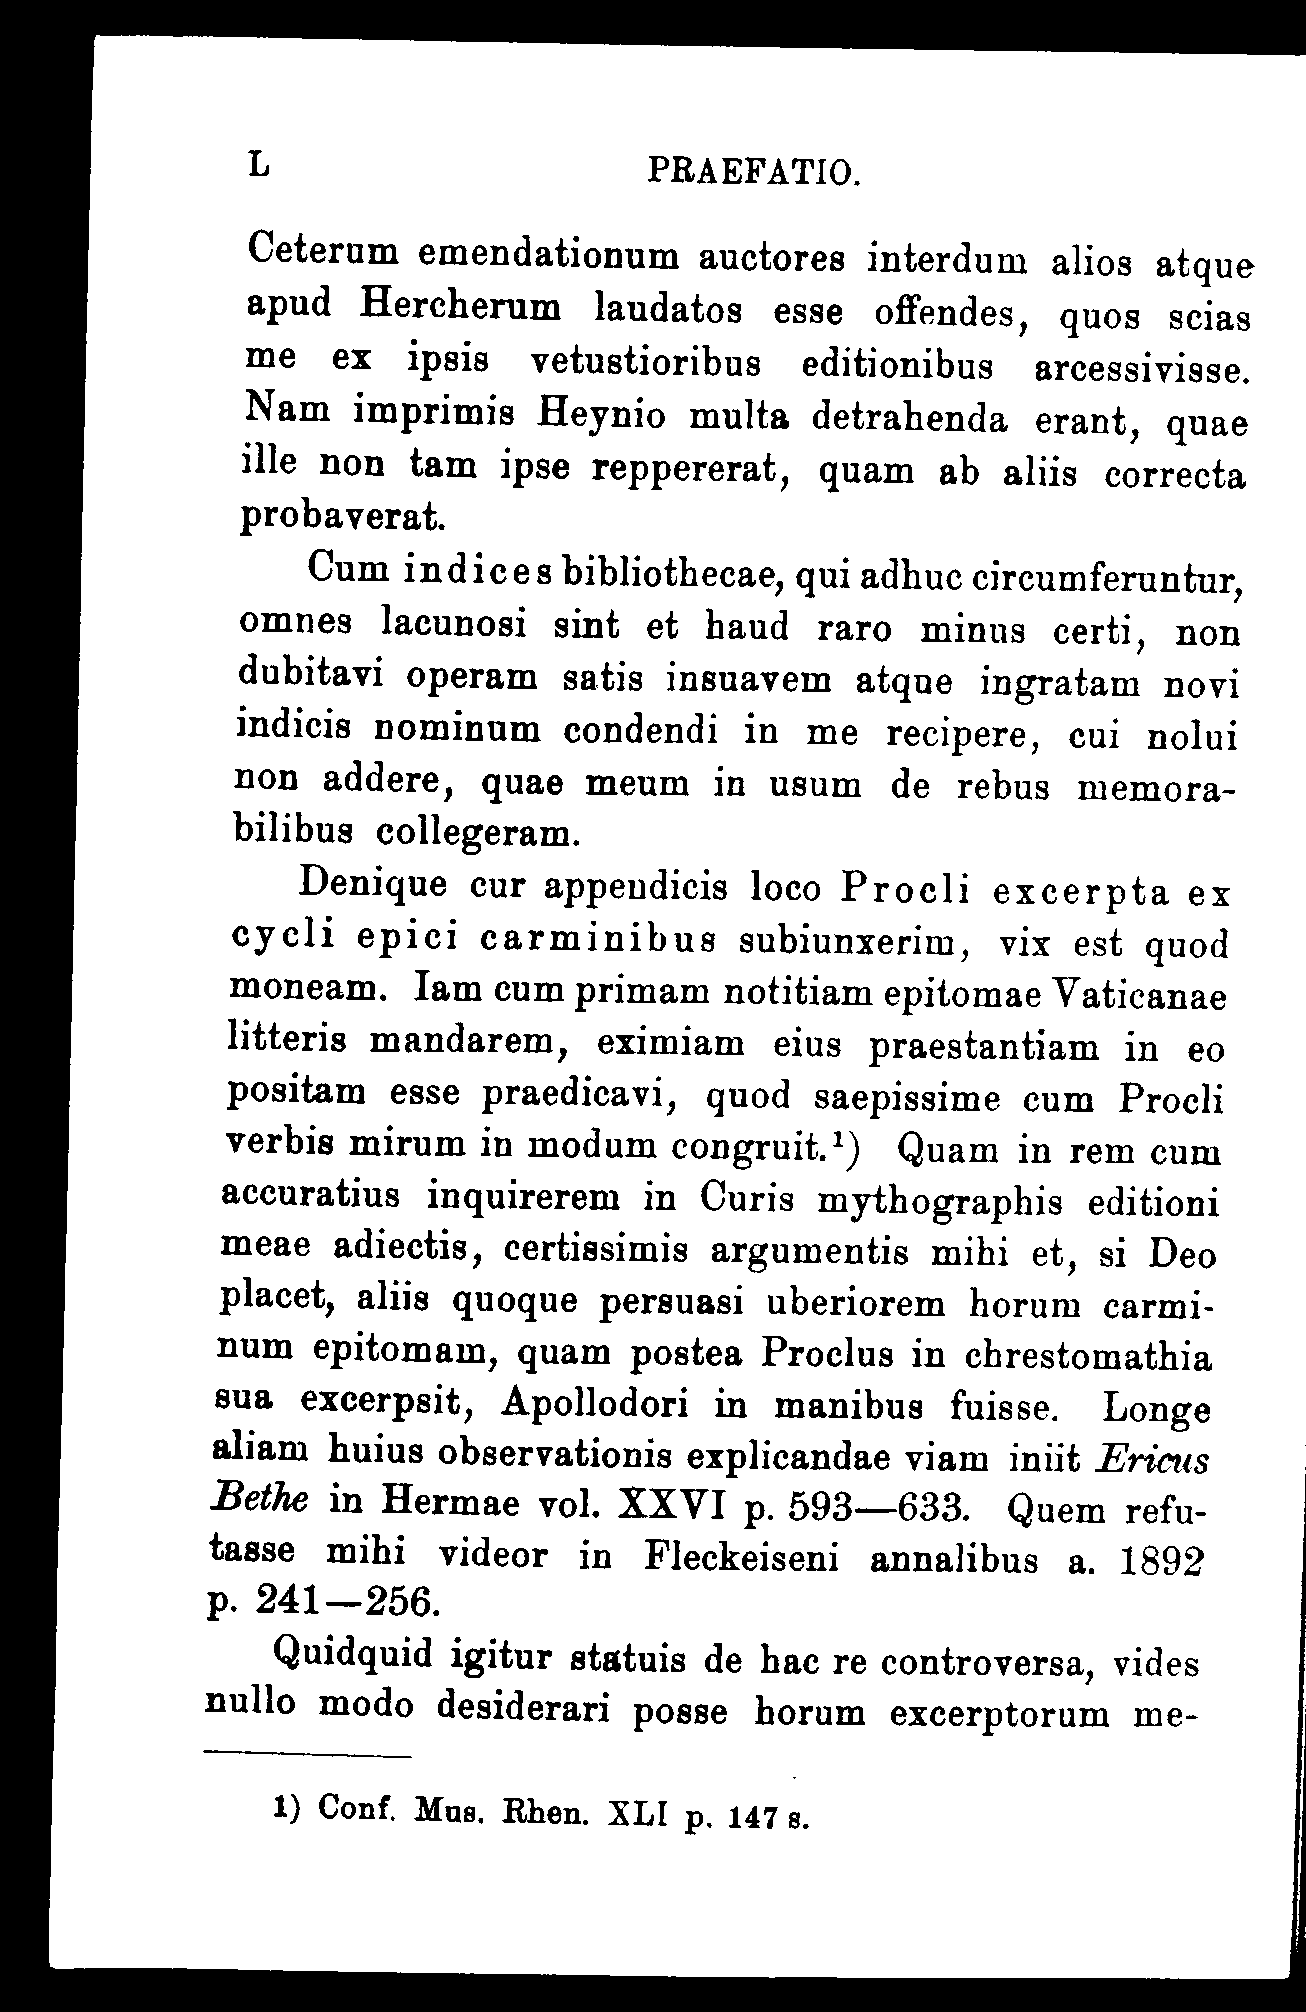 L PRAEFATIO.
Ceterum emendationum auctores interdum alios atque
apud Hercherum laudatos esse offendes, quos scias
me ex ipsis vetustioribus editionibus arcessivisse.
Nam imprimis Heynio multa detrahenda erant, quae
ille non tam ipse reppererat, quam ab aliis correcta
probaverat.
Cum indices bibliothecae, qui adhuc circumferuntur,
omnes lacunosi sint et haud raro minus certi, non
dubitavi operam satis insuavem atque ingratam novi
indicis nominum condendi in me recipere, cui nolui
non addere, quae meum in usum de rebus memora-
bilibus collegeram.
Denique cur appendicis loco Procli excerpta ex
cycli epici carminibus subiunxerim, vix est quod
moneam. Iam cum primam notitiam epitomae Vaticanae
litteris mandarem, eximiam eius praestantiam in eo
positam esse praedicavi, quod saepissime cum Procli
verbis mirum in modum congruit.¹) Quam in rem cum
accuratius inquirerem in Curis mythographis editioni
meae adiectis, certissimis argumentis mihi et, si Deo
placet, aliis quoque persuasi uberiorem horum carmi-
num epitomam, quam postea Proclus in chrestomathia
sua excerpsit, Apollodori in manibus fuisse. Longe
aliam huius observationis explicandae viam iniit Ericus
Bethe in Hermae vol. XXVI p. 593—633. Quem refu-
tasse mihi videor in Fleckeiseni annalibus a. 1892
p. 241—256.
Quidquid igitur statuis de hac re controversa, vides
nullo modo desiderari posse horum excerptorum me-
1) Conf. Mus. Rhen. XLI p. 147 s.